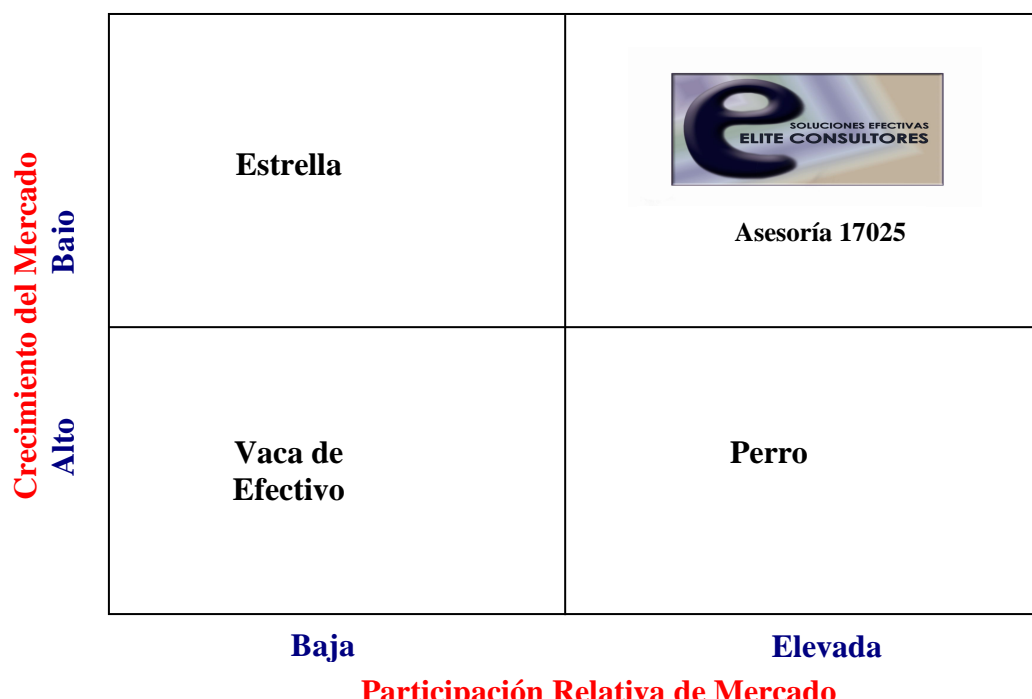 Estrella
SOLUCIONES EFECTIVAS
ELITE CONSULTORES
Asesoría 17025
Crecimiento del Mercado
Baio
Alto
Vaca de
Efectivo
Perro
Baja
Elevada
Participación Relativa de Mercado